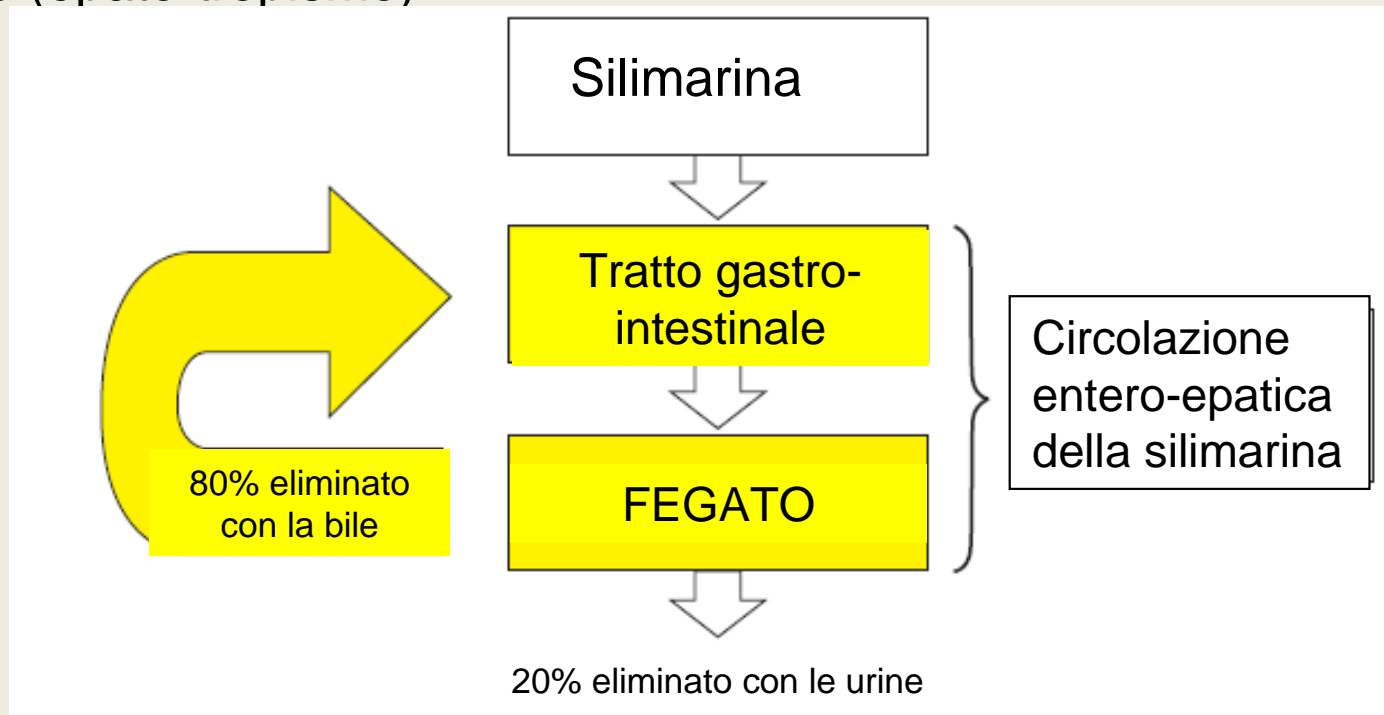 Silimarina
Tratto gastro-
intestinale
Circolazione
entero-epatica
della silimarina
80% eliminato
con la bile
FEGATO
20% eliminato con le urine